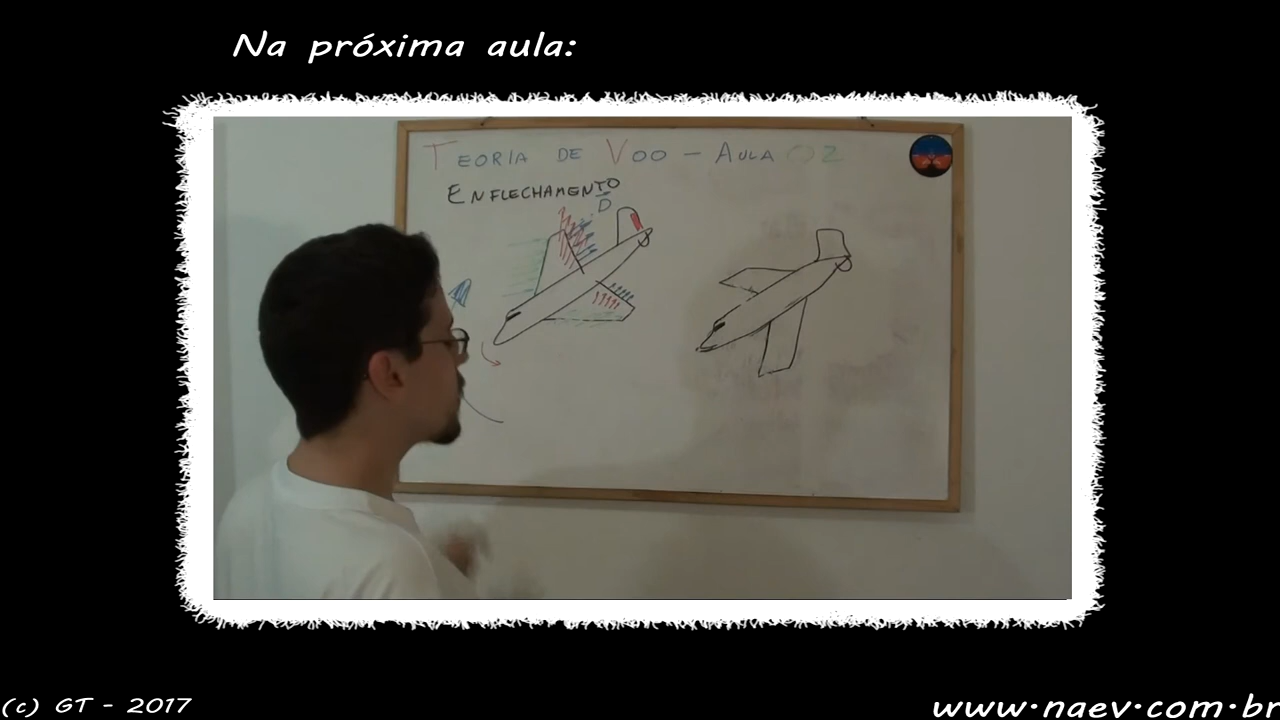 Na próxima aula:
TEORIA DE VOO - AULA 02
ENFLECHAMENTO
D
(c) GT - 2017
www.naev.com.br